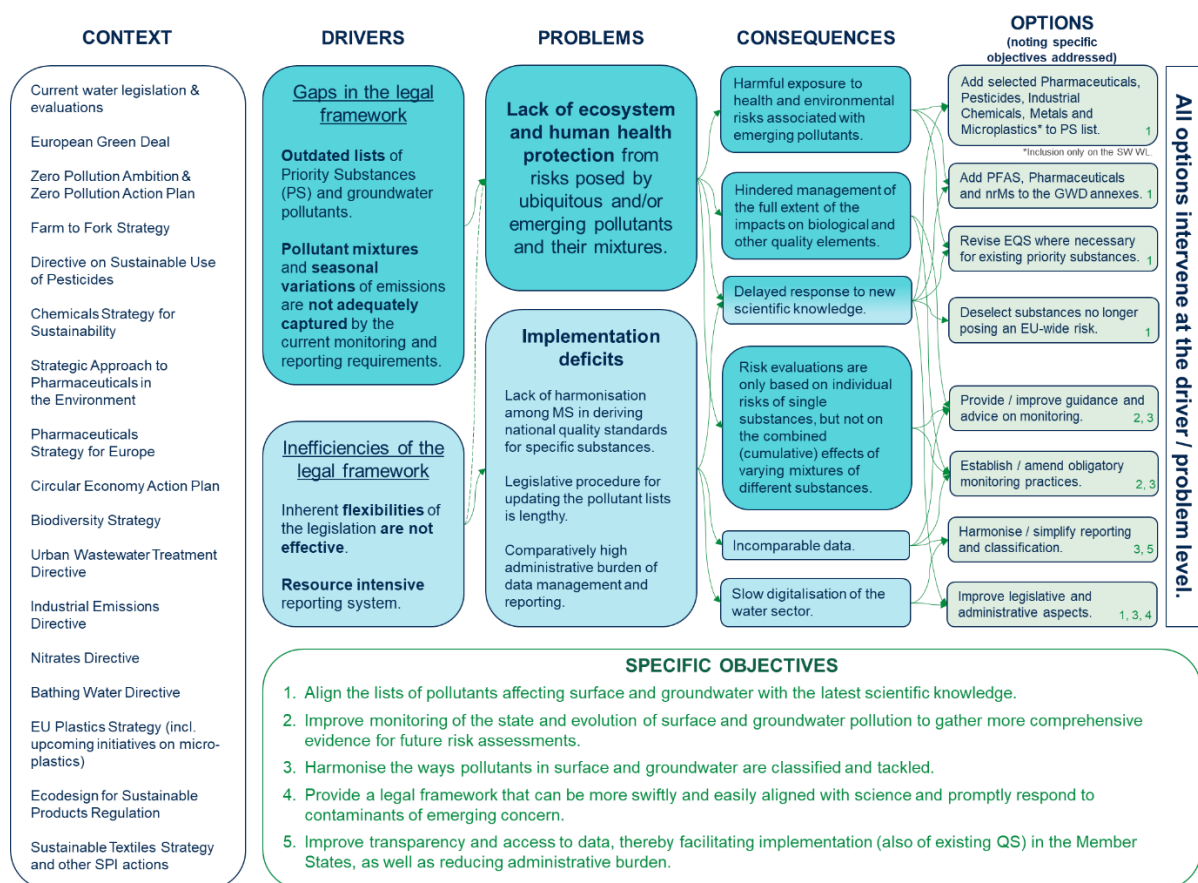 CONTEXT
Current water legislation &
evaluations
European Green Deal
Zero Pollution Ambition &
Zero Pollution Action Plan
Farm to Fork Strategy
Directive on Sustainable Use
of Pesticides
Chemicals Strategy for
Sustainability
Strategic Approach to
Pharmaceuticals in
the Environment
Pharmaceuticals
Strategy for Europe
Circular Economy Action Plan
Biodiversity Strategy
Urban Wastewater Treatment
Directive
Industrial Emissions
Directive
Nitrates Directive
Bathing Water Directive
EU Plastics Strategy (incl.
upcoming initiatives on micro-
plastics)
Ecodesign for Sustainable
Products Regulation
Sustainable Textiles Strategy
and other SPI actions
DRIVERS
Gaps in the legal
framework
Outdated lists of
Priority Substances
(PS) and groundwater
pollutants.
Pollutant mixtures
and seasonal
variations of emissions
are not adequately
captured by the
current monitoring and
reporting requirements.
Inefficiencies of the
legal framework
Inherent flexibilities of
the legislation are not
effective.
Resource intensive
reporting system.
PROBLEMS
Lack of ecosystem
and human health
protection from
risks posed by
ubiquitous and/or
emerging pollutants
and their mixtures.
Implementation
deficits
Lack of harmonisation
among MS in deriving
national quality standards
for specific substances.
Legislative procedure for
updating the pollutant lists
is lengthy.
Comparatively high
administrative burden of
data management and
reporting.
CONSEQUENCES
Harmful exposure to
health and environmental
risks associated with
emerging pollutants.
Hindered management of
the full extent of the
impacts on biological and
other quality elements.
Delayed response to new
scientific knowledge.
Risk evaluations are
only based on individual
risks of single
substances, but not on
the combined
(cumulative) effects of
varying mixtures of
different substances.
Incomparable data.
Slow digitalisation of the
water sector.
OPTIONS
(noting specific
objectives addressed)
Add selected Pharmaceuticals,
Pesticides, Industrial
Chemicals, Metals and
Microplastics* to PS list. 1
*Inclusion only on the SW WL.
Add PFAS, Pharmaceuticals
and nrMs to the GWD annexes. 1
Revise EQS where necessary
for existing priority substances. 1
Deselect substances no longer
posing an EU-wide risk. 1
Provide / improve guidance and
advice on monitoring. 2, 3
Establish / amend obligatory
monitoring practices. 2, 3
Harmonise / simplify reporting
and classification. 3, 5
Improve legislative and
administrative aspects. 1, 3, 4
All options intervene at the driver / problem level.
SPECIFIC OBJECTIVES
1. Align the lists of pollutants affecting surface and groundwater with the latest scientific knowledge.
2. Improve monitoring of the state and evolution of surface and groundwater pollution to gather more comprehensive
evidence for future risk assessments.
3. Harmonise the ways pollutants in surface and groundwater are classified and tackled.
4. Provide a legal framework that can be more swiftly and easily aligned with science and promptly respond to
contaminants of emerging concern.
5. Improve transparency and access to data, thereby facilitating implementation (also of existing QS) in the Member
States, as well as reducing administrative burden.